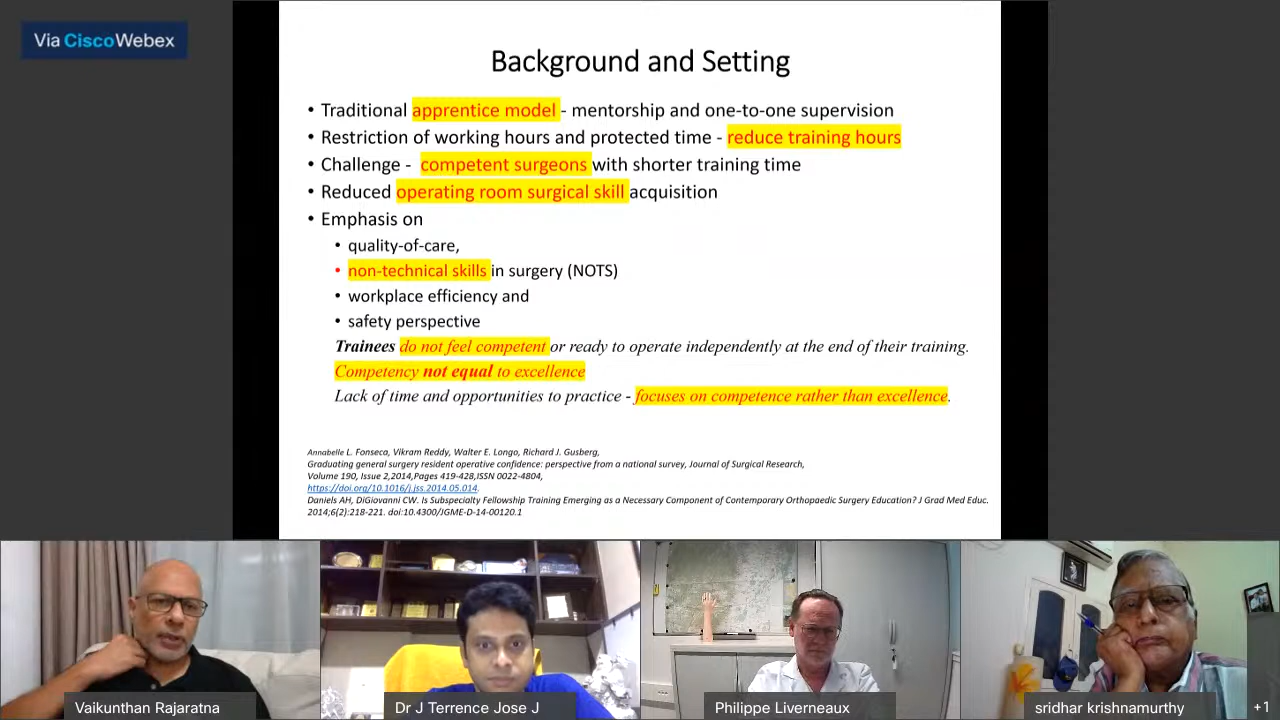 Via CiscoWebex
Background and Setting
• Traditional apprentice model - mentorship and one-to-one supervision
• Restriction of working hours and protected time - reduce training hours
• Challenge - competent surgeons with shorter training time
• Reduced operating room surgical skill acquisition
• Emphasis on
• quality-of-care,
• non-technical skills in surgery (NOTS)
• workplace efficiency and
• safety perspective
Trainees do not feel competent or ready to operate independently at the end of their training.
Competency not equal to excellence
Lack of time and opportunities to practice - focuses on competence rather than excellence.
Annabelle L. Fonseca, Vikram Reddy, Walter E. Longo, Richard J. Gusberg,
Graduating general surgery resident operative confidence: perspective from a national survey, Journal of Surgical Research,
Volume 190, Issue 2,2014,Pages 419-428,ISSN 0022-4804,
https://doi.org/10.1016/j.jss.2014.05.014.
Daniels AH, DiGiovanni CW. Is Subspecialty Fellowship Training Emerging as a Necessary Component of Contemporary Orthopaedic Surgery Education? J Grad Med Educ.
2014;6(2):218-221. doi:10.4300/JGME-D-14-00120.1
Vaikunthan Rajaratna
Dr J Terrence Jose J
Philippe Liverneaux
sridhar krishnamurthy
+1